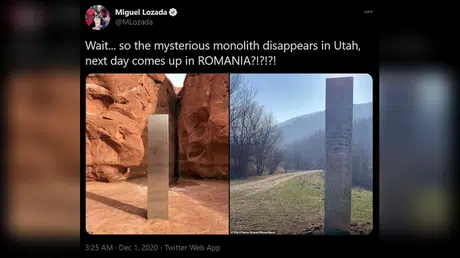 Miguel Lozada
@MLozada
Wait... so the mysterious monolith disappears in Utah,
next day comes up in ROMANIA?!?!?!
3:25 AM · Dec 1, 2020 · Twitter Web App